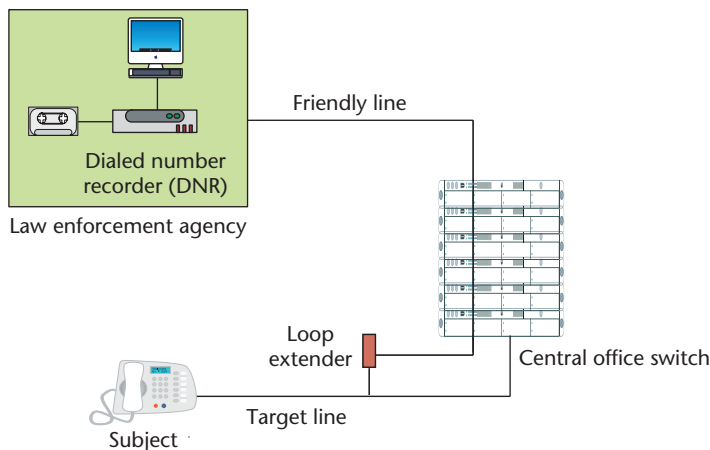 Friendly line
Dialed number
recorder (DNR)
Law enforcement agency
Loop
extender
Central office switch
Target line
Subject